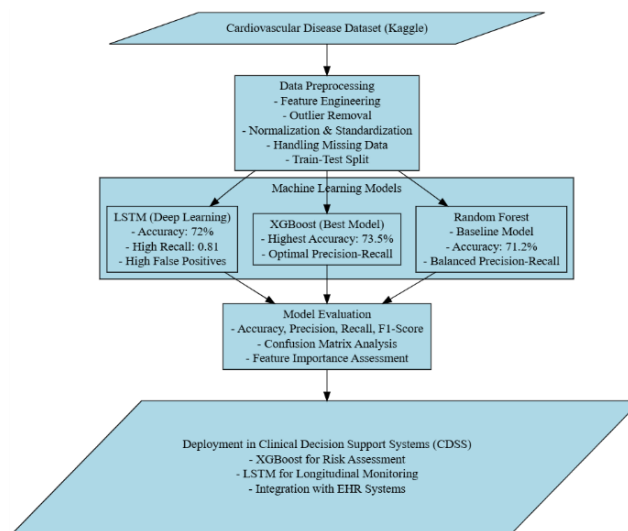 Cardiovascular Disease Dataset (Kaggle)
Data Preprocessing
- Feature Engineering
- Outlier Removal
- Normalization & Standardization
- Handling Missing Data
- Train-Test Split
Machine Learning Models
LSTM (Deep Learning)
- Accuracy: 72%
- High Recall: 0.81
- High False Positives
XGBoost (Best Model)
- Highest Accuracy: 73.5%
- Optimal Precision-Recall
Random Forest
- Baseline Model
- Accuracy: 71.2%
- Balanced Precision-Recall
Model Evaluation
- Accuracy, Precision, Recall, F1-Score
- Confusion Matrix Analysis
- Feature Importance Assessment
Deployment in Clinical Decision Support Systems (CDSS)
- XGBoost for Risk Assessment
- LSTM for Longitudinal Monitoring
- Integration with EHR Systems